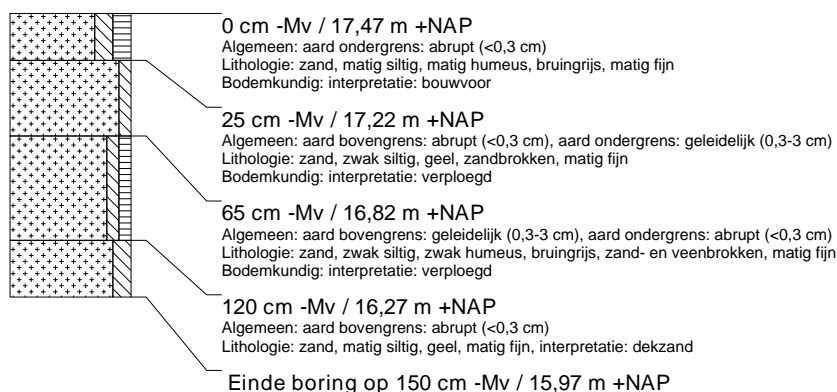 0 cm -Mv / 17,47 m +NAP
Algemeen: aard ondergrens: abrupt (<0,3 cm)
Lithologie: zand, matig siltig, matig humeus, bruingrijs, matig fijn
Bodemkundig: interpretatie: bouwvoor
25 cm -Mv / 17,22 m +NAP
Algemeen: aard bovengrens: abrupt (<0,3 cm), aard ondergrens: geleidelijk (0,3-3 cm)
Lithologie: zand, zwak siltig, geel, zandbrokken, matig fijn
Bodemkundig: interpretatie: verploegd
65 cm -Mv / 16,82 m +NAP
Algemeen: aard bovengrens: geleidelijk (0,3-3 cm), aard ondergrens: abrupt (<0,3 cm)
Lithologie: zand, zwak siltig, zwak humeus, bruingrijs, zand- en veenbrokken, matig fijn
Bodemkundig: interpretatie: verploegd
120 cm -Mv / 16,27 m +NAP
Algemeen: aard bovengrens: abrupt (<0,3 cm)
Lithologie: zand, matig siltig, geel, matig fijn, interpretatie: dekzand
Einde boring op 150 cm -Mv / 15,97 m +NAP